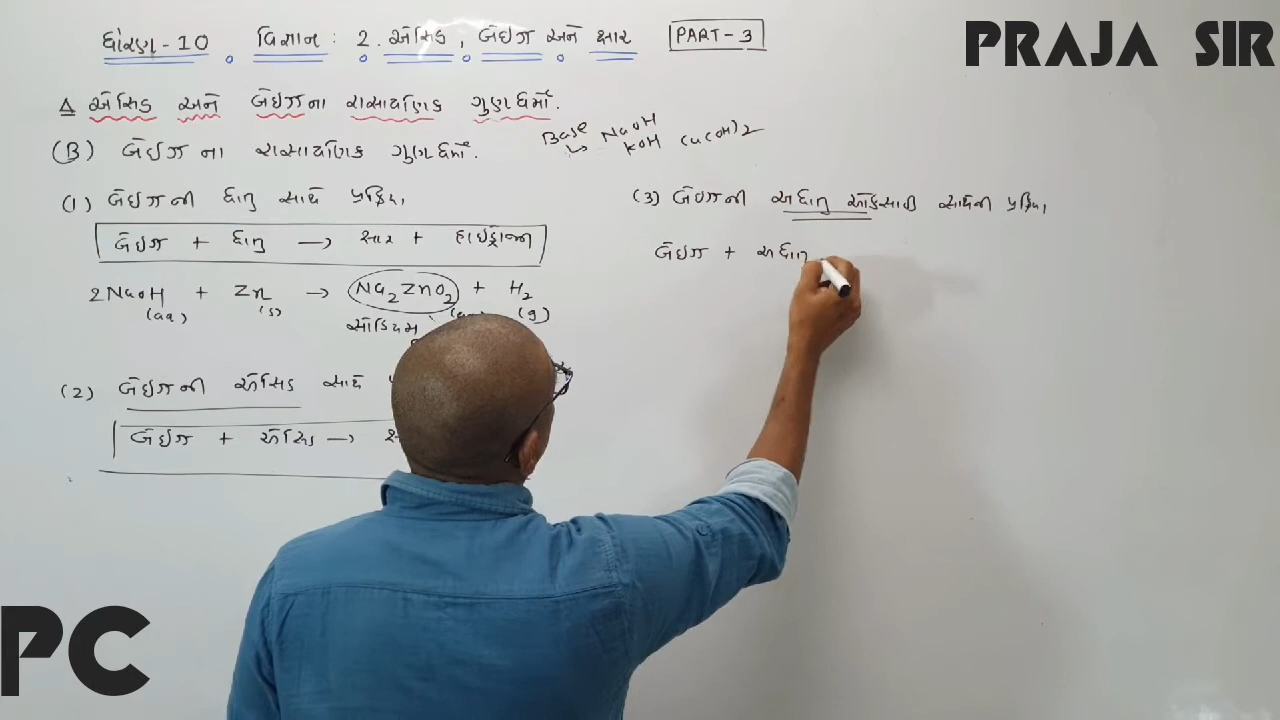 ધોરણ - 10 . વિજ્ઞાન : 2. ઍસિડ , બેઇઝ અને ક્ષાર PART - 3
PRAJA SIR
Δ ઍસિડ અને બેઇઝના રાસાયણિક ગુણધર્મો.
(B) બેઇઝ ના રાસાયણિક ગુણધર્મો.
Base → NaOH
KOH Ca(OH)2
(1) બેઇઝની ધાતુ સાથે પ્રક્રિયા
બેઇઝ + ધાતુ → ક્ષાર + હાઇડ્રોજન
2NaOH(aq) + Zn(s) → Na2ZnO2 + H2(g)
સોડિયમ
(2) બેઇઝની ઍસિડ સાથે
બેઇઝ + ઍસિડ →
(3) બેઇઝની અધાતુ ઑક્સાઇડ સાથેની પ્રક્રિયા
બેઇઝ + અધાતુ
PC